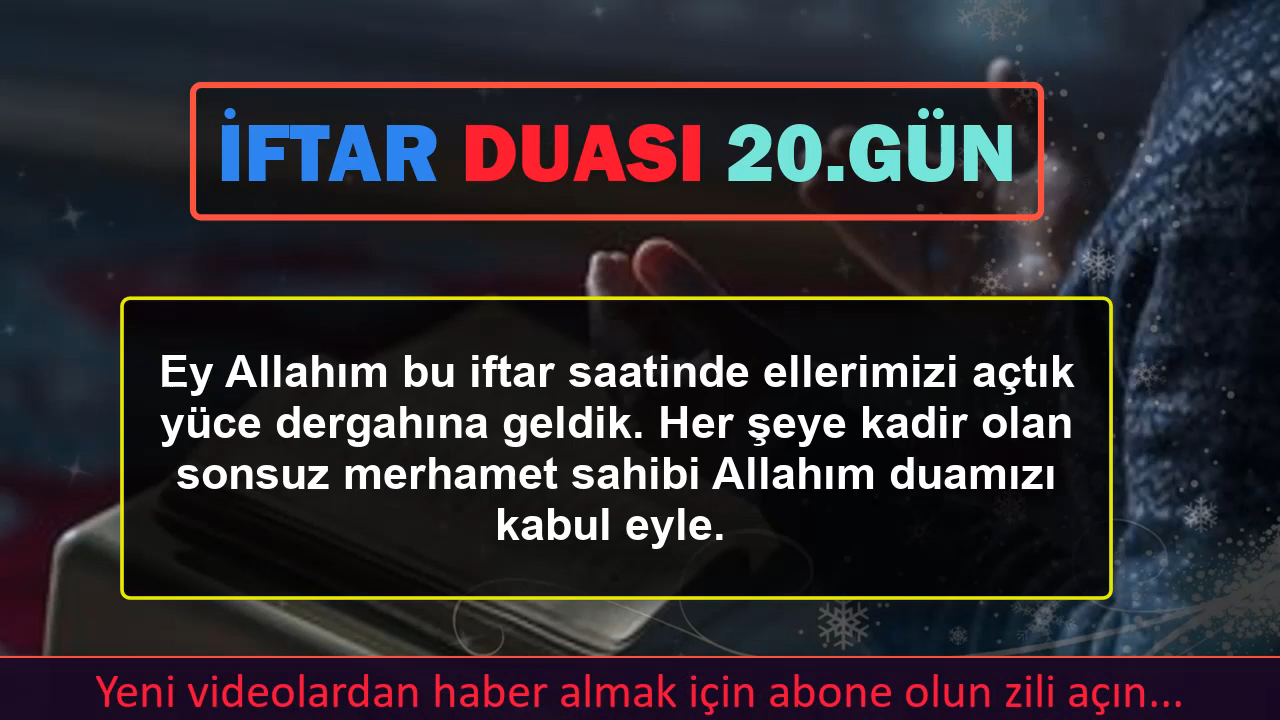 İFTAR DUASI 20.GÜN
Ey Allahım bu iftar saatinde ellerimizi açtık
yüce dergahına geldik. Her şeye kadir olan
sonsuz merhamet sahibi Allahım duamızı
kabul eyle.
Yeni videolardan haber almak için abone olun zili açın...